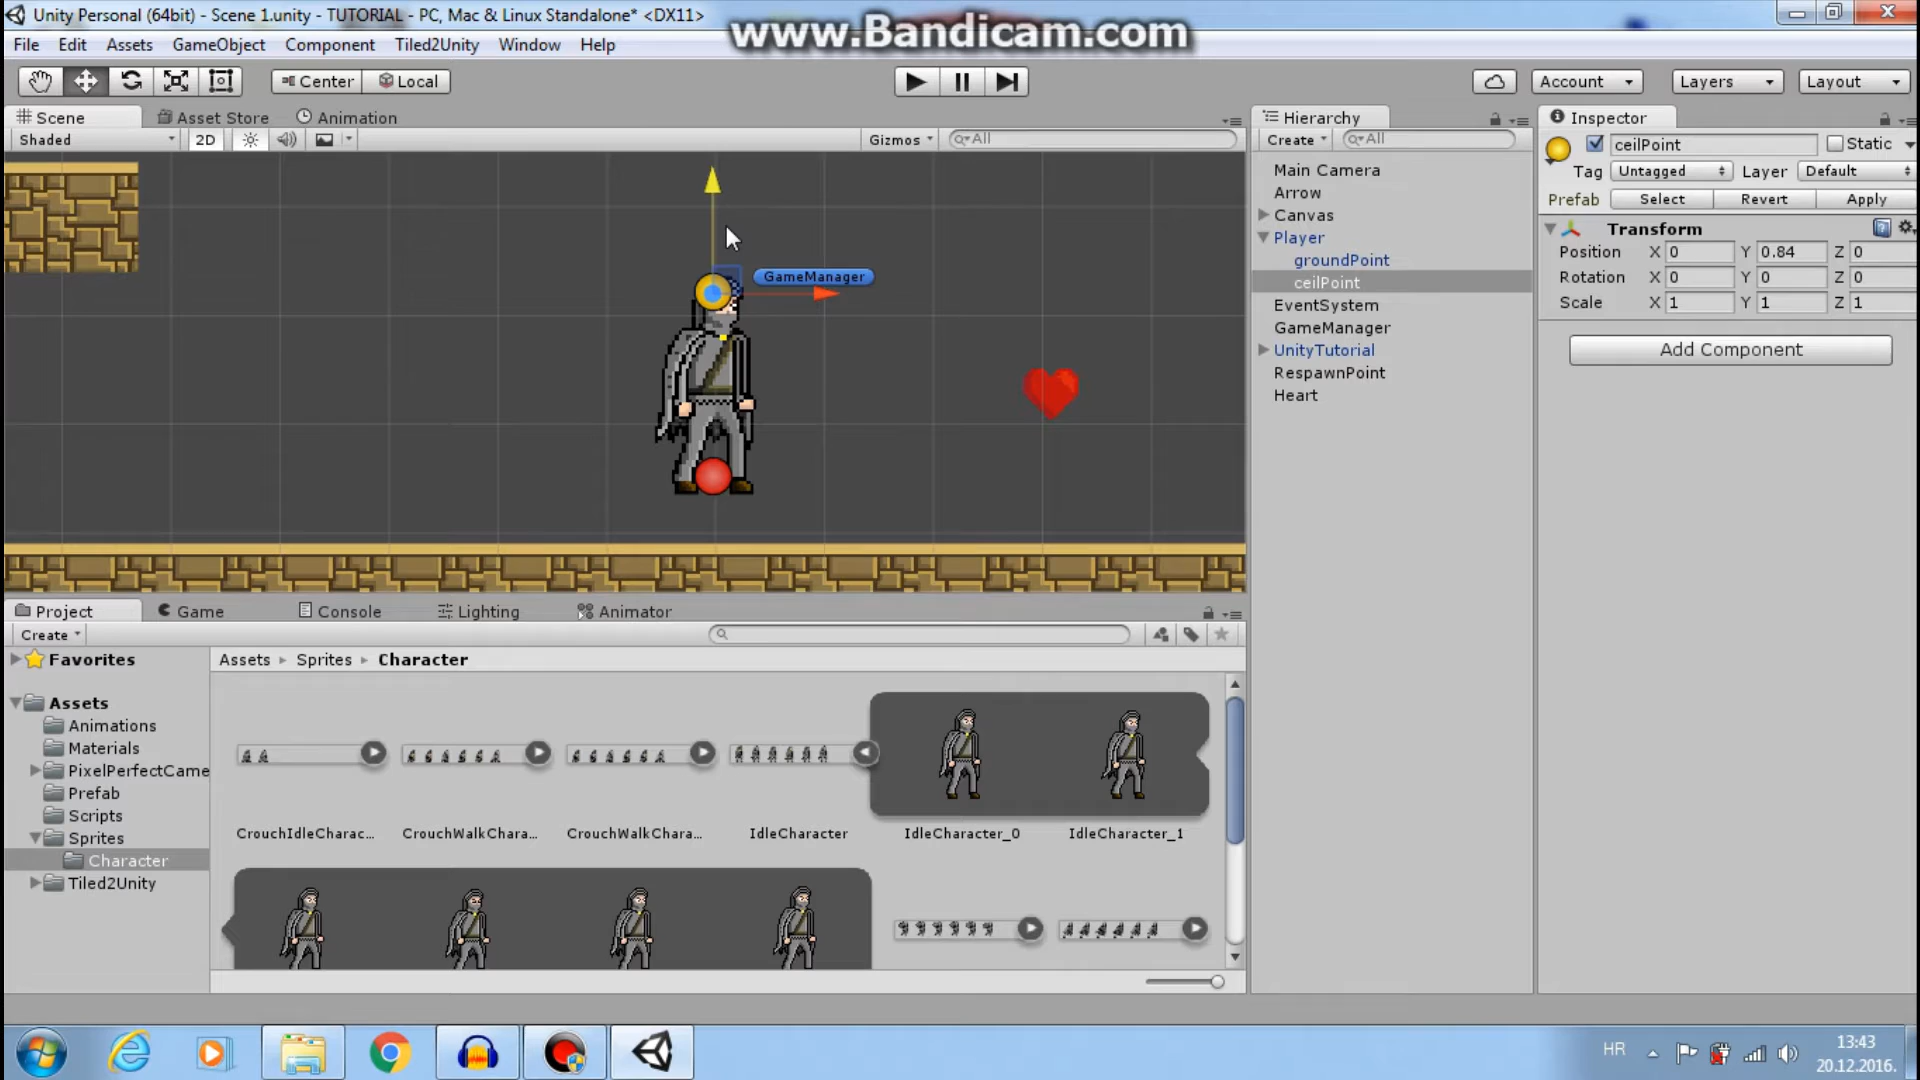 Unity Personal (64bit) - Scene 1.unity - TUTORIAL - PC, Mac & Linux Standalone* <DX11>
www.Bandicam.com
File Edit Assets GameObject Component Tiled2Unity Window Help
Center Local Account Layers Layout
Scene Asset Store Animation
Shaded 2D Gizmos All
GameManager
Hierarchy
Create All
Main Camera
Arrow
Canvas
Player
groundPoint
ceilPoint
EventSystem
GameManager
UnityTutorial
RespawnPoint
Heart
Inspector
ceilPoint Static
Tag Untagged Layer Default
Prefab Select Revert Apply
Transform
Position X 0 Y 0.84 Z 0
Rotation X 0 Y 0 Z 0
Scale X 1 Y 1 Z 1
Add Component
Project Game Console Lighting Animator
Create
Favorites
Assets
Animations
Materials
PixelPerfectCame
Prefab
Scripts
Sprites
Character
Tiled2Unity
Assets Sprites Character
CrouchIdleCharac... CrouchWalkChara... CrouchWalkChara... IdleCharacter IdleCharacter_0 IdleCharacter_1
HR
13:43
20.12.2016.